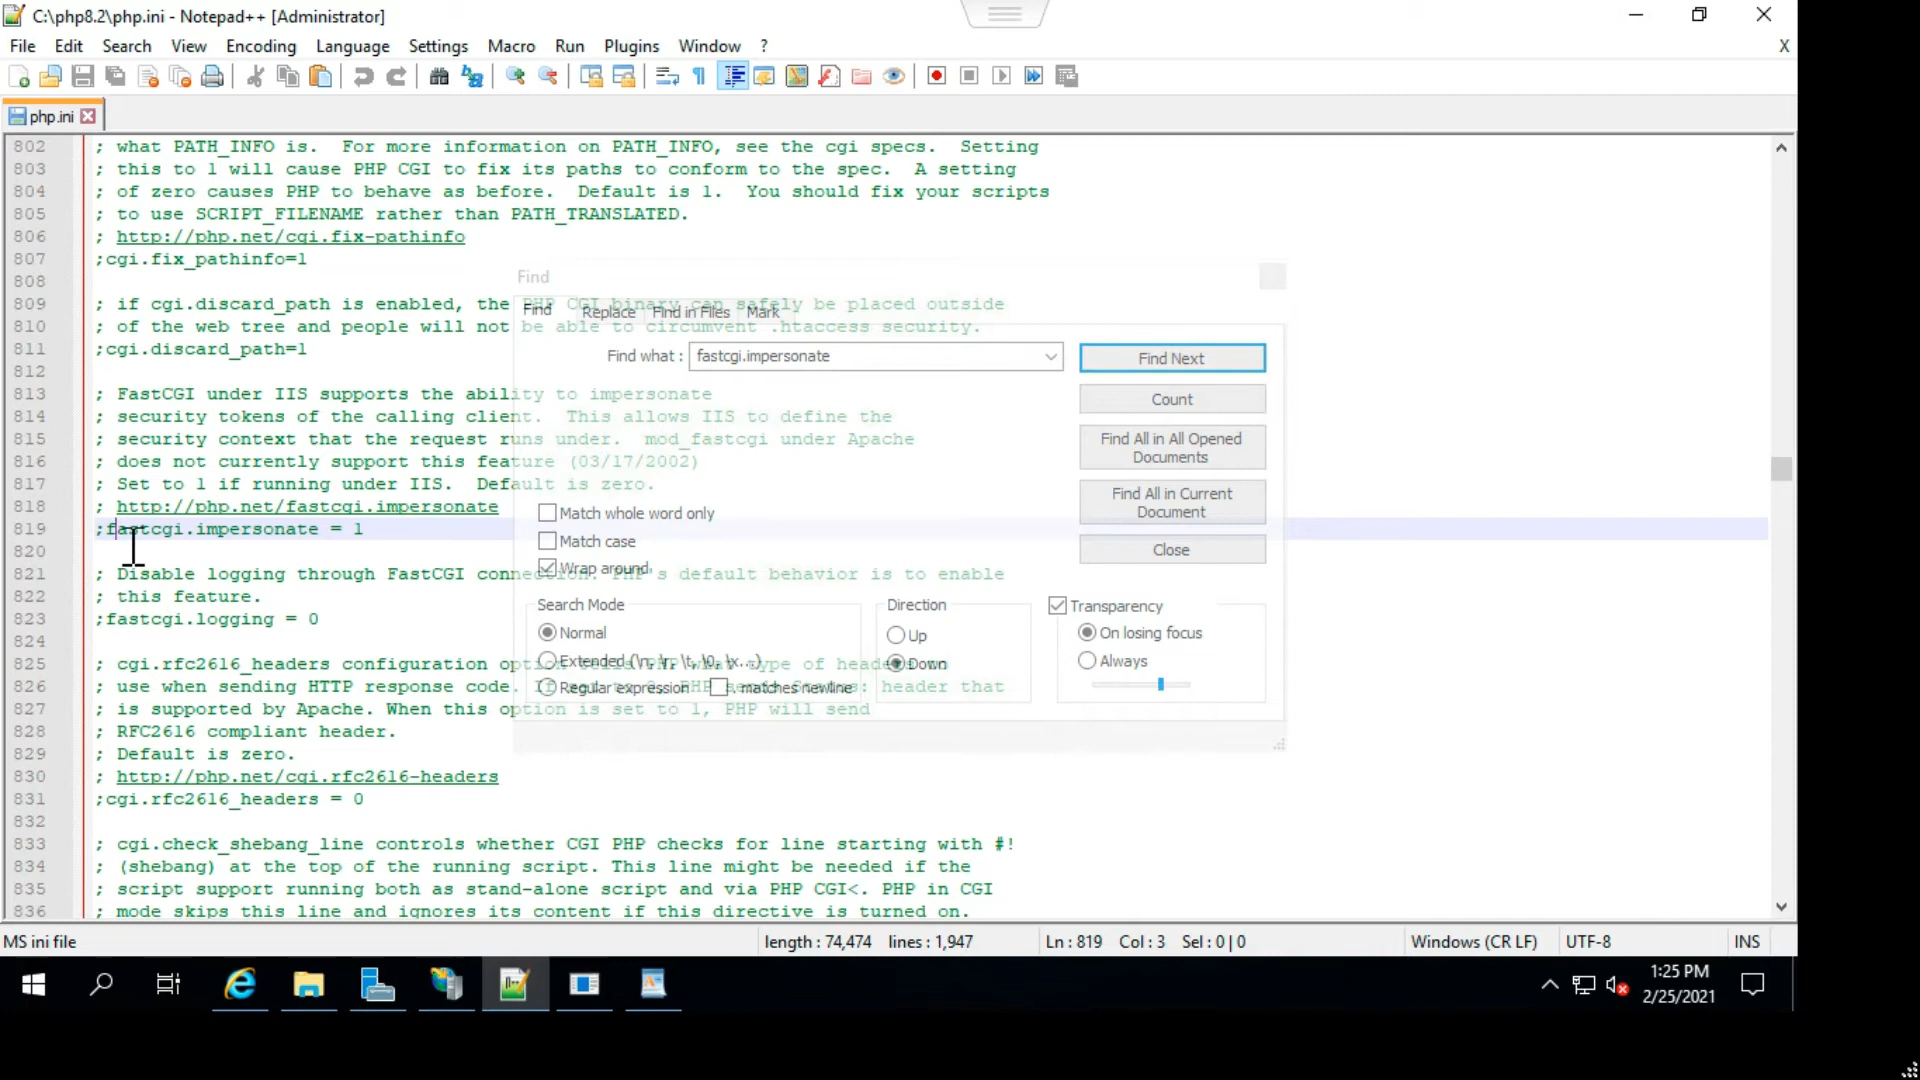 C:\php8.2\php.ini - Notepad++ [Administrator]
File Edit Search View Encoding Language Settings Macro Run Plugins Window ? X
php.ini
802 ; what PATH_INFO is.  For more information on PATH_INFO, see the cgi specs.  Setting
803 ; this to 1 will cause PHP CGI to fix its paths to conform to the spec.  A setting
804 ; of zero causes PHP to behave as before.  Default is 1.  You should fix your scripts
805 ; to use SCRIPT_FILENAME rather than PATH_TRANSLATED.
806 ; http://php.net/cgi.fix-pathinfo
807 ;cgi.fix_pathinfo=1
808
809 ; if cgi.discard_path is enabled, the PHP CGI binary can safely be placed outside
810 ; of the web tree and people will not be able to circumvent .htaccess security.
811 ;cgi.discard_path=1
812
813 ; FastCGI under IIS supports the ability to impersonate
814 ; security tokens of the calling client.  This allows IIS to define the
815 ; security context that the request runs under.  mod_fastcgi under Apache
816 ; does not currently support this feature (03/17/2002)
817 ; Set to 1 if running under IIS.  Default is zero.
818 ; http://php.net/fastcgi.impersonate
819 ;fastcgi.impersonate = 1
820
821 ; Disable logging through FastCGI connection. PHP's default behavior is to enable
822 ; this feature.
823 ;fastcgi.logging = 0
824
825 ; cgi.rfc2616_headers configuration option tells PHP what type of headers to
826 ; use when sending HTTP response code. If set to 0, PHP sends Status: header that
827 ; is supported by Apache. When this option is set to 1, PHP will send
828 ; RFC2616 compliant header.
829 ; Default is zero.
830 ; http://php.net/cgi.rfc2616-headers
831 ;cgi.rfc2616_headers = 0
832
833 ; cgi.check_shebang_line controls whether CGI PHP checks for line starting with #!
834 ; (shebang) at the top of the running script. This line might be needed if the
835 ; script support running both as stand-alone script and via PHP CGI<. PHP in CGI
836 ; mode skips this line and ignores its content if this directive is turned on.
Find
Find Replace Find in Files Mark
Find what : fastcgi.impersonate
Find Next
Count
Find All in All Opened
Documents
Find All in Current
Document
Close
Match whole word only
Match case
Wrap around
Search Mode
Normal
Extended (\n, \r, \t, \0, \x...)
Regular expression . matches newline
Direction
Up
Down
Transparency
On losing focus
Always
MS ini file length : 74,474 lines : 1,947 Ln : 819 Col : 3 Sel : 0 | 0 Windows (CR LF) UTF-8 INS
1:25 PM
2/25/2021